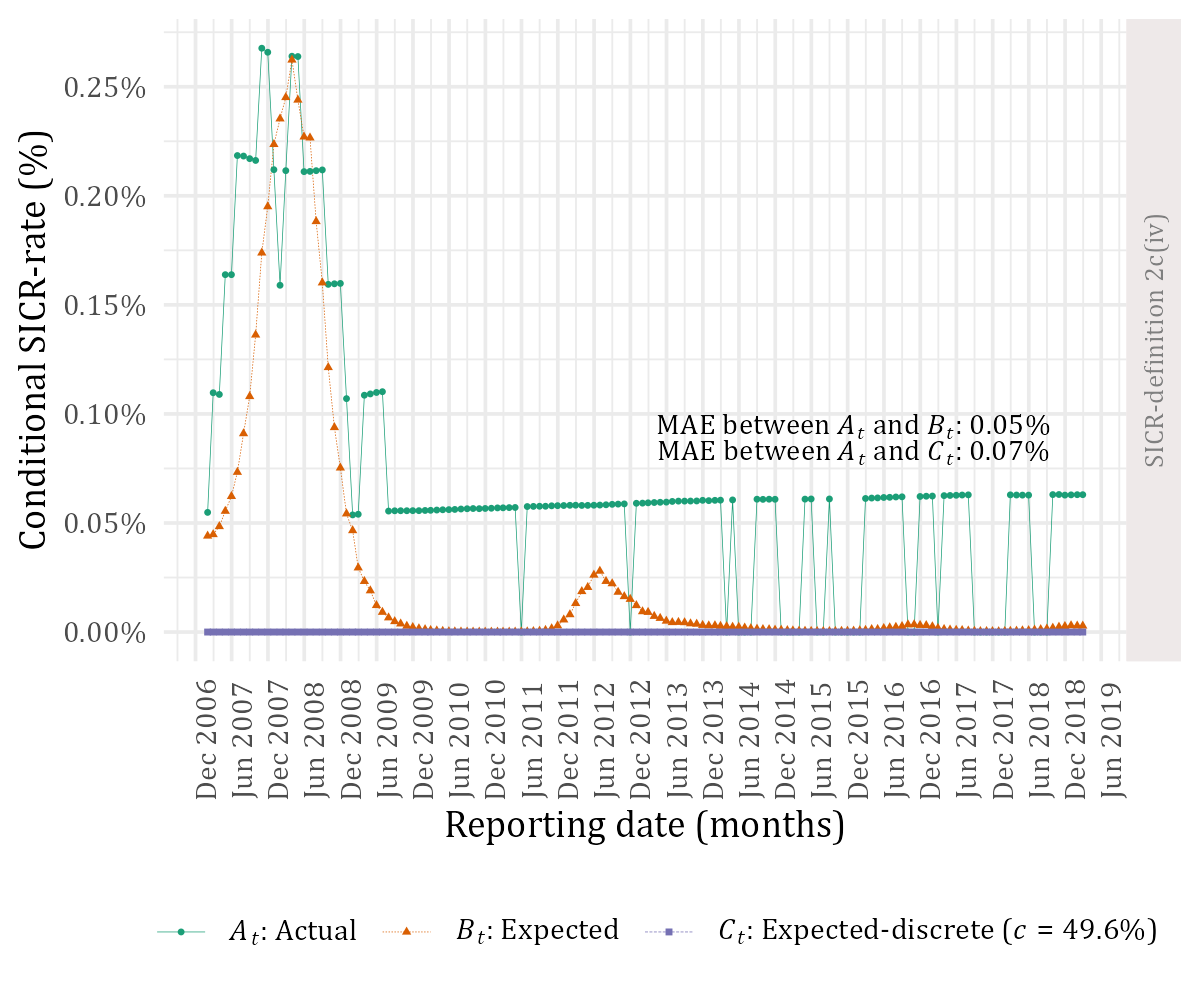 Conditional SICR-rate (%)
0.25%
0.20%
0.15%
0.10%
0.05%
0.00%
MAE between A_t and B_t: 0.05%
MAE between A_t and C_t: 0.07%
SICR-definition 2c(iv)
Dec 2006
Jun 2007
Dec 2007
Jun 2008
Dec 2008
Jun 2009
Dec 2009
Jun 2010
Dec 2010
Jun 2011
Dec 2011
Jun 2012
Dec 2012
Jun 2013
Dec 2013
Jun 2014
Dec 2014
Jun 2015
Dec 2015
Jun 2016
Dec 2016
Jun 2017
Dec 2017
Jun 2018
Dec 2018
Jun 2019
Reporting date (months)
A_t: Actual
B_t: Expected
C_t: Expected-discrete (c = 49.6%)